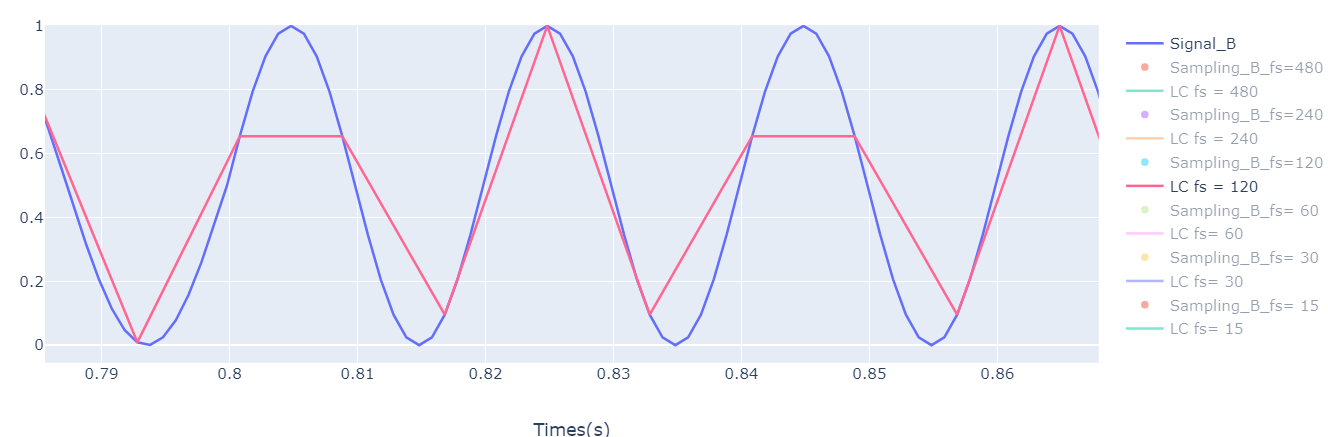 1
0.8
0.6
0.4
0.2
0
0.79
0.8
0.81
0.82
0.83
0.84
0.85
0.86
Times(s)
Signal_B
Sampling_B_fs=480
LC fs = 480
Sampling_B_fs=240
LC fs = 240
Sampling_B_fs=120
LC fs = 120
Sampling_B_fs= 60
LC fs= 60
Sampling_B_fs= 30
LC fs= 30
Sampling_B_fs= 15
LC fs= 15